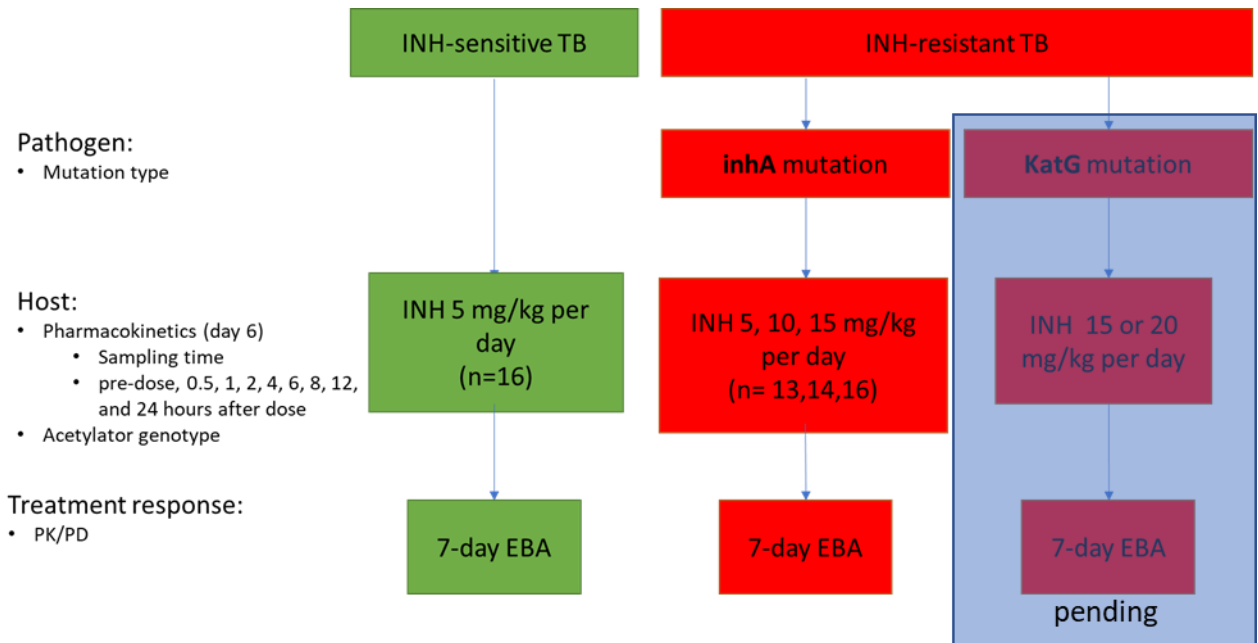 INH-sensitive TB
INH-resistant TB
Pathogen:
• Mutation type
inhA mutation
KatG mutation
Host:
• Pharmacokinetics (day 6)
• Sampling time
• pre-dose, 0.5, 1, 2, 4, 6, 8, 12,
and 24 hours after dose
• Acetylator genotype
INH 5 mg/kg per
day
(n=16)
INH 5, 10, 15 mg/kg
per day
(n= 13,14,16)
INH 15 or 20
mg/kg per day
Treatment response:
• PK/PD
7-day EBA
7-day EBA
7-day EBA
pending